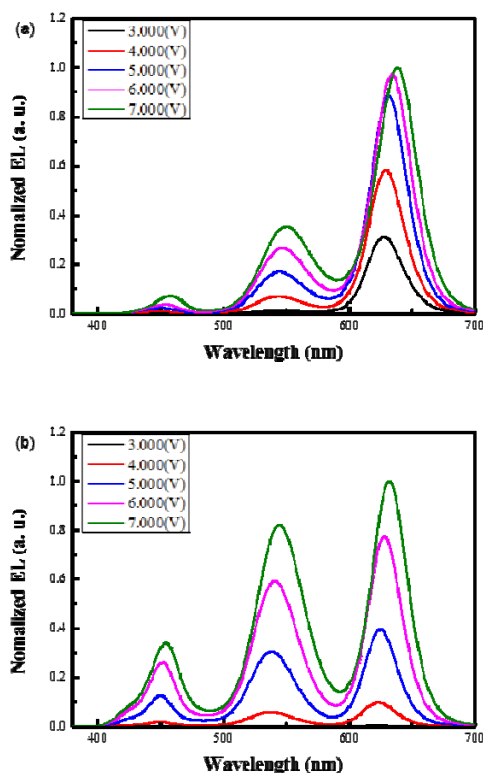 (a)
3.000(V)
4.000(V)
5.000(V)
6.000(V)
7.000(V)
Nomalized EL (a. u.)
1.2
1.0
0.8
0.6
0.4
0.2
0.0
400 500 600 700
Wavelength (nm)
(b)
3.000(V)
4.000(V)
5.000(V)
6.000(V)
7.000(V)
Nomalized EL (a. u.)
1.2
1.0
0.8
0.6
0.4
0.2
0.0
400 500 600 700
Wavelength (nm)